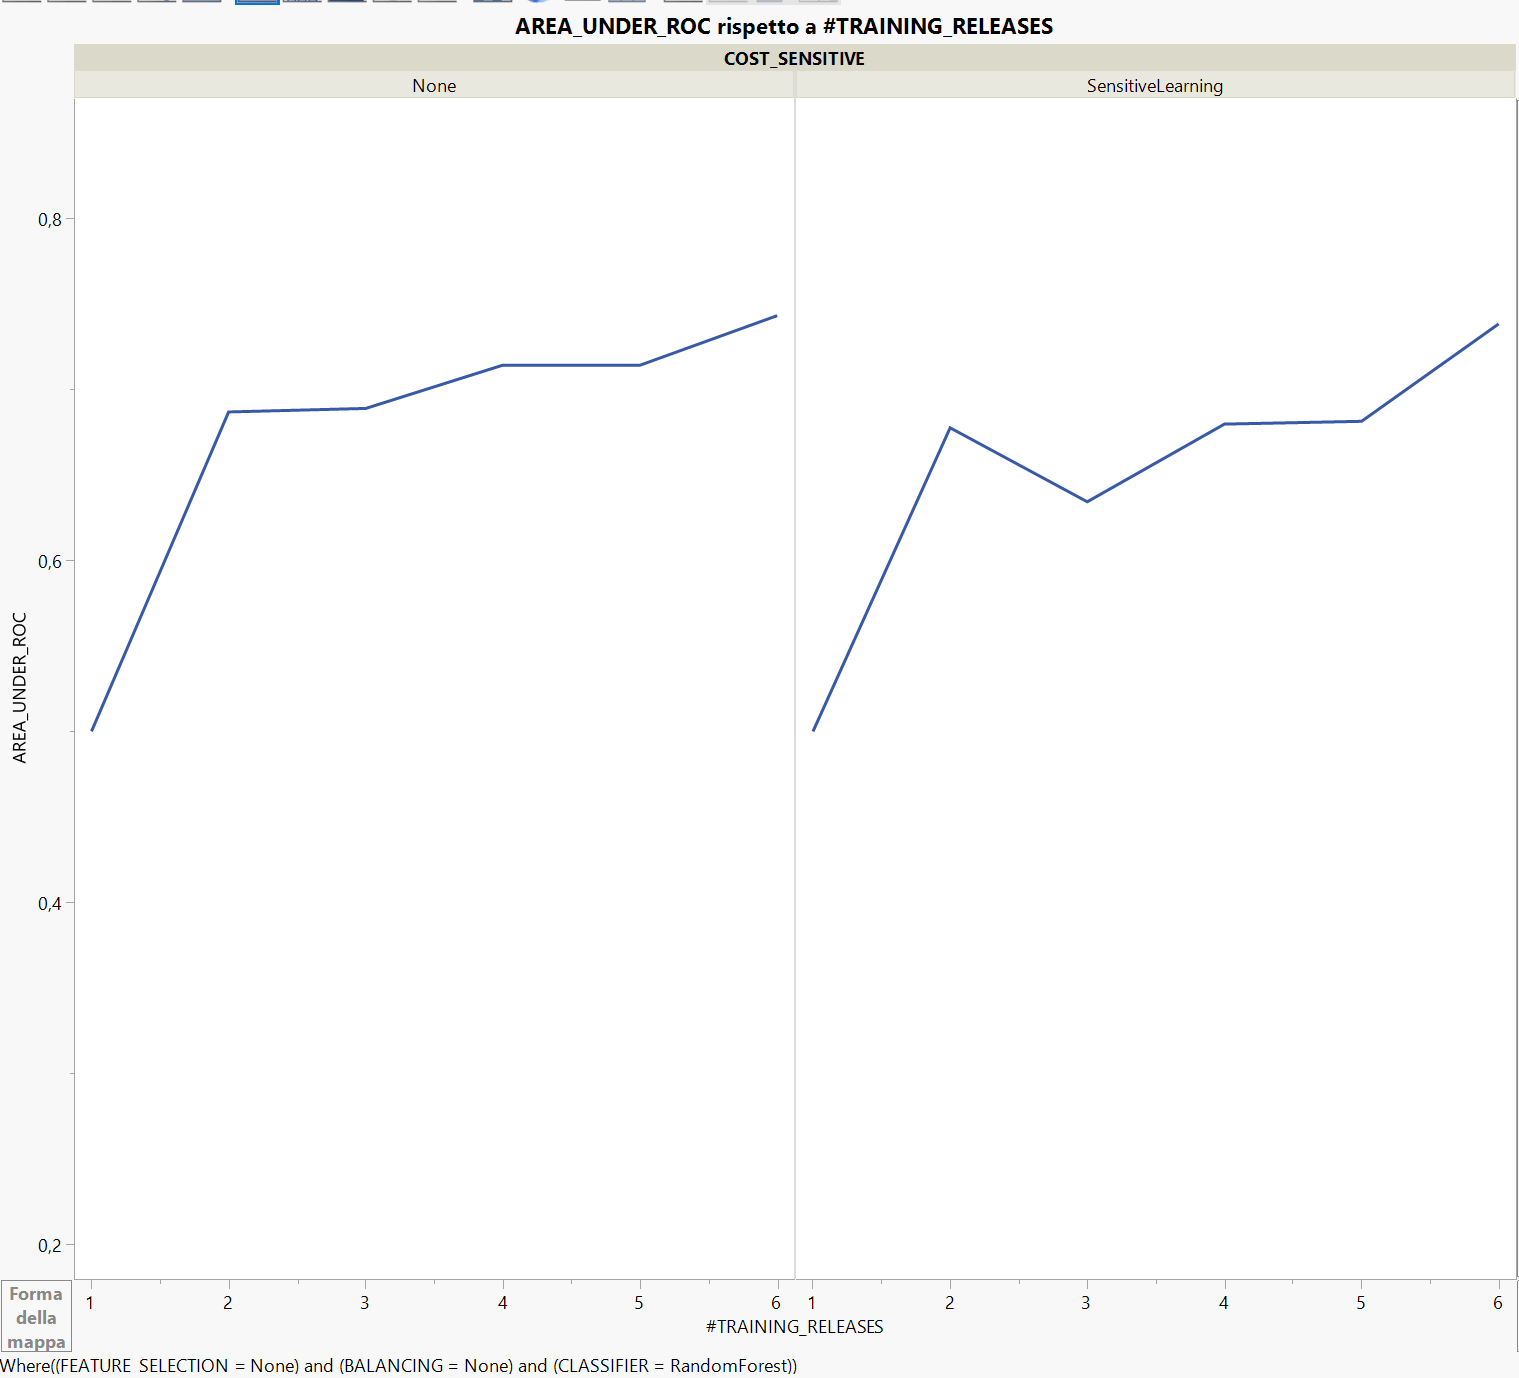 AREA_UNDER_ROC rispetto a #TRAINING_RELEASES
COST_SENSITIVE
None SensitiveLearning
0,8
0,6
0,4
0,2
AREA_UNDER_ROC
1 2 3 4 5 6 1 2 3 4 5 6
#TRAINING_RELEASES
Forma
della
mappa
Where((FEATURE_SELECTION = None) and (BALANCING = None) and (CLASSIFIER = RandomForest))